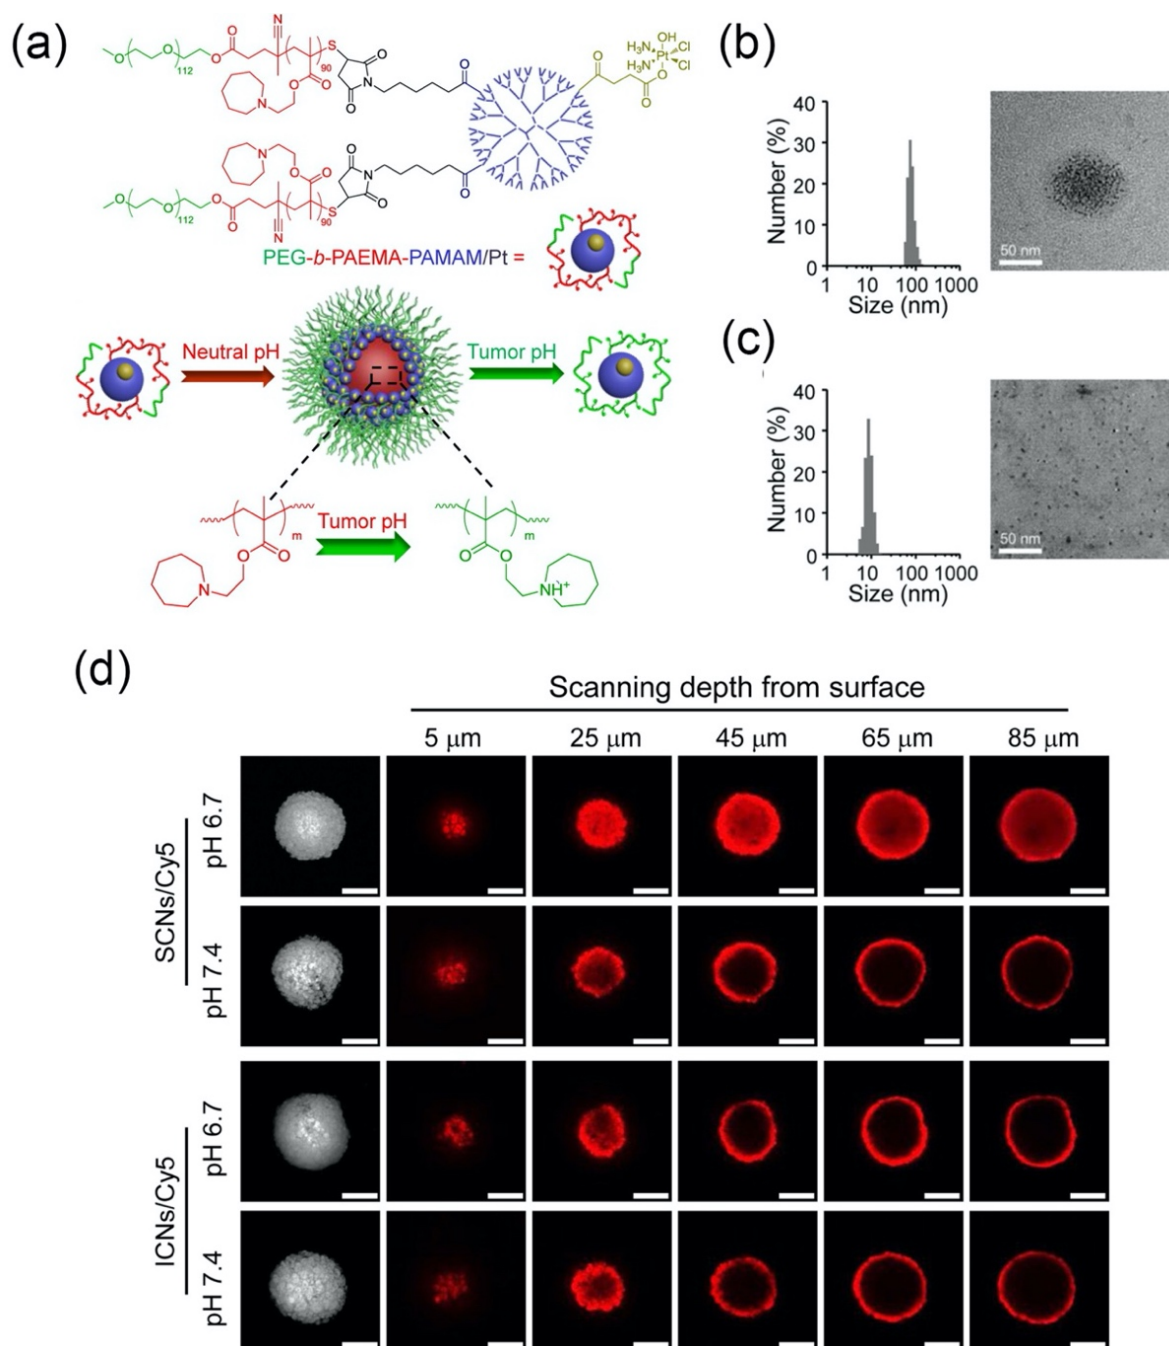 (a)
O
O
112
O
O
N
90
S
O
O
N
O
O
N
O
O
H₃N
H₃N
OH
Pt
Cl
Cl
O
O
O
N
O
O
O
O
112
O
O
N
90
S
O
N
O
O
PEG-b-PAEMA-PAMAM/Pt =
Neutral pH
Tumor pH
m
O
O
N
Tumor pH
m
O
O
NH⁺
(b)
Number (%)
40
30
20
10
0
1 10 100 1000
Size (nm)
50 nm
(c)
Number (%)
40
30
20
10
0
1 10 100 1000
Size (nm)
50 nm
(d)
Scanning depth from surface
5 μm 25 μm 45 μm 65 μm 85 μm
SCNs/Cy5
pH 6.7
pH 7.4
ICNs/Cy5
pH 6.7
pH 7.4